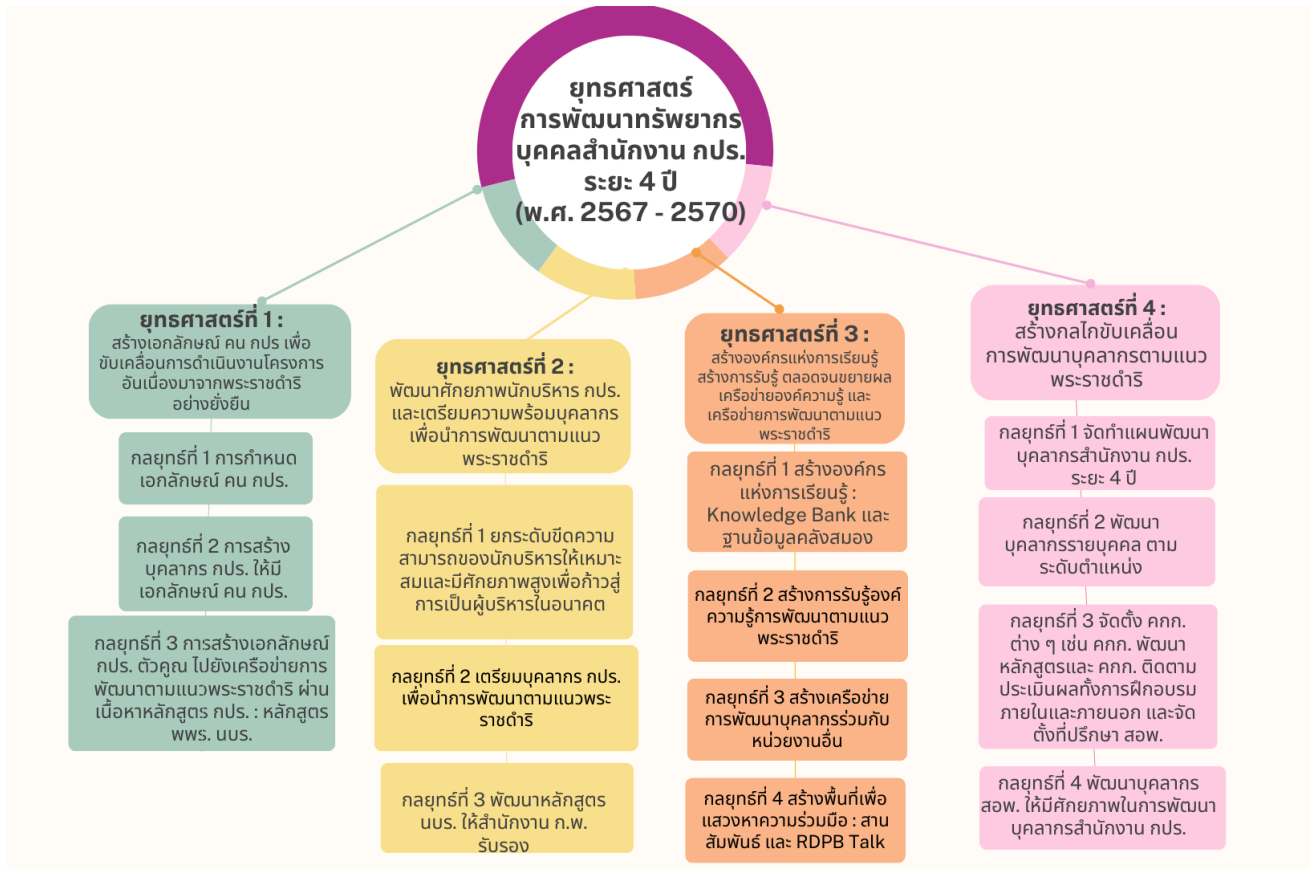 ยุทธศาสตร์
การพัฒนาทรัพยากร
บุคคลสำนักงาน กปร.
ระยะ 4 ปี
(พ.ศ. 2567 - 2570)
ยุทธศาสตร์ที่ 1 :
สร้างเอกลักษณ์ คน กปร เพื่อ
ขับเคลื่อนการดำเนินงานโครงการ
อันเนื่องมาจากพระราชดำริ
อย่างยั่งยืน
กลยุทธ์ที่ 1 การกำหนด
เอกลักษณ์ คน กปร.
กลยุทธ์ที่ 2 การสร้าง
บุคลากร กปร. ให้มี
เอกลักษณ์ คน กปร.
กลยุทธ์ที่ 3 การสร้างเอกลักษณ์
กปร. ตัวคูณ ไปยังเครือข่ายการ
พัฒนาตามแนวพระราชดำริ ผ่าน
เนื้อหาหลักสูตร กปร. : หลักสูตร
พพร. นบร.
ยุทธศาสตร์ที่ 2 :
พัฒนาศักยภาพนักบริหาร กปร.
และเตรียมความพร้อมบุคลากร
เพื่อนำการพัฒนาตามแนว
พระราชดำริ
กลยุทธ์ที่ 1 ยกระดับขีดความ
สามารถของนักบริหารให้เหมาะ
สมและมีศักยภาพสูงเพื่อก้าวสู่
การเป็นผู้บริหารในอนาคต
กลยุทธ์ที่ 2 เตรียมบุคลากร กปร.
เพื่อนำการพัฒนาตามแนวพระ
ราชดำริ
กลยุทธ์ที่ 3 พัฒนาหลักสูตร
นบร. ให้สำนักงาน ก.พ.
รับรอง
ยุทธศาสตร์ที่ 3 :
สร้างองค์กรแห่งการเรียนรู้
สร้างการรับรู้ ตลอดจนขยายผล
เครือข่ายองค์ความรู้ และ
เครือข่ายการพัฒนาตามแนว
พระราชดำริ
กลยุทธ์ที่ 1 สร้างองค์กร
แห่งการเรียนรู้ :
Knowledge Bank และ
ฐานข้อมูลคลังสมอง
กลยุทธ์ที่ 2 สร้างการรับรู้องค์
ความรู้การพัฒนาตามแนว
พระราชดำริ
กลยุทธ์ที่ 3 สร้างเครือข่าย
การพัฒนาบุคลากรร่วมกับ
หน่วยงานอื่น
กลยุทธ์ที่ 4 สร้างพื้นที่เพื่อ
แสวงหาความร่วมมือ : สาน
สัมพันธ์ และ RDPB Talk
ยุทธศาสตร์ที่ 4 :
สร้างกลไกขับเคลื่อน
การพัฒนาบุคลากรตามแนว
พระราชดำริ
กลยุทธ์ที่ 1 จัดทำแผนพัฒนา
บุคลากรสำนักงาน กปร.
ระยะ 4 ปี
กลยุทธ์ที่ 2 พัฒนา
บุคลากรรายบุคคล ตาม
ระดับตำแหน่ง
กลยุทธ์ที่ 3 จัดตั้ง คกก.
ต่าง ๆ เช่น คกก. พัฒนา
หลักสูตรและ คกก. ติดตาม
ประเมินผลทั้งการฝึกอบรม
ภายในและภายนอก และจัด
ตั้งที่ปรึกษา สอพ.
กลยุทธ์ที่ 4 พัฒนาบุคลากร
สอพ. ให้มีศักยภาพในการพัฒนา
บุคลากรสำนักงาน กปร.